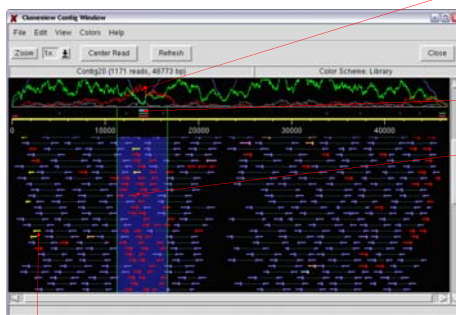 Cloneview Contig Window
File Edit View Colors Help
Zoom 1x Center Read Refresh Close
Contig20 (1171 reads, 46773 bp) Color Scheme: Library
0 10000 20000 30000 40000